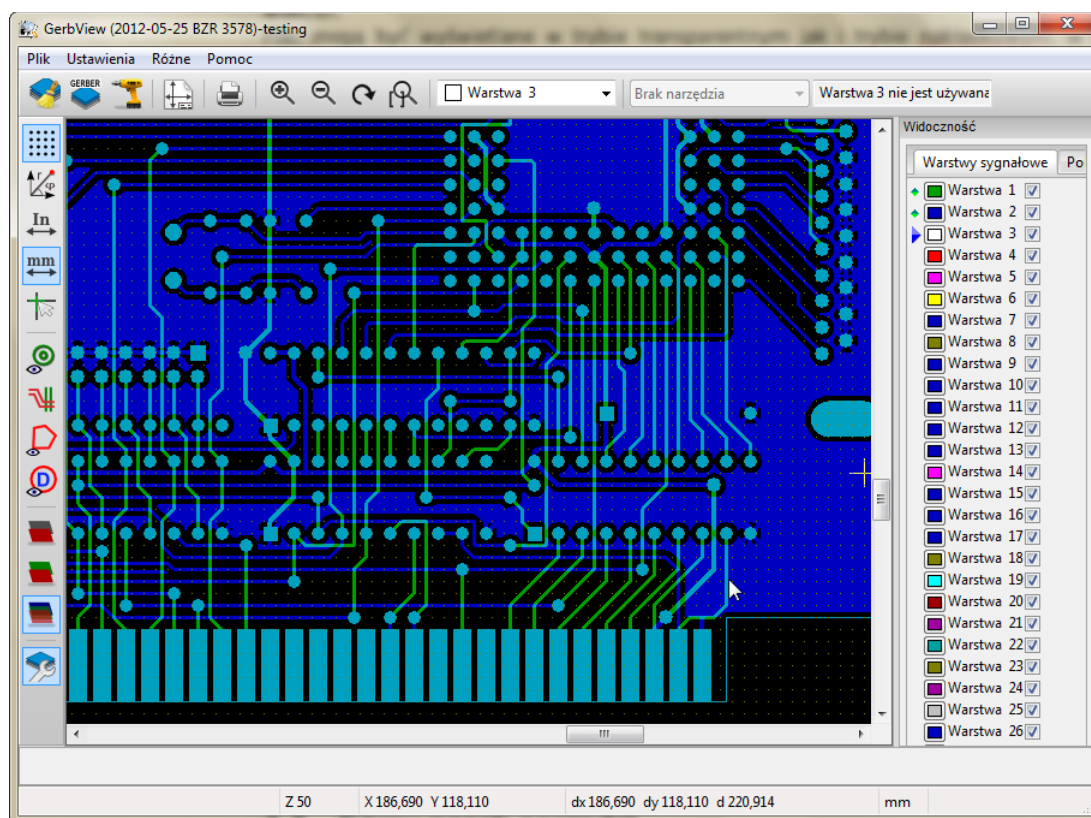 GerbView (2012-05-25 BZR 3578)-testing
Plik Ustawienia Różne Pomoc
GERBER
Warstwa 3
Brak narzędzia
Warstwa 3 nie jest używana
Widoczność
Warstwy sygnałowe Po
In
mm
D
Warstwa 1
Warstwa 2
Warstwa 3
Warstwa 4
Warstwa 5
Warstwa 6
Warstwa 7
Warstwa 8
Warstwa 9
Warstwa 10
Warstwa 11
Warstwa 12
Warstwa 13
Warstwa 14
Warstwa 15
Warstwa 16
Warstwa 17
Warstwa 18
Warstwa 19
Warstwa 20
Warstwa 21
Warstwa 22
Warstwa 23
Warstwa 24
Warstwa 25
Warstwa 26
Z 50 X 186,690 Y 118,110 dx 186,690 dy 118,110 d 220,914 mm